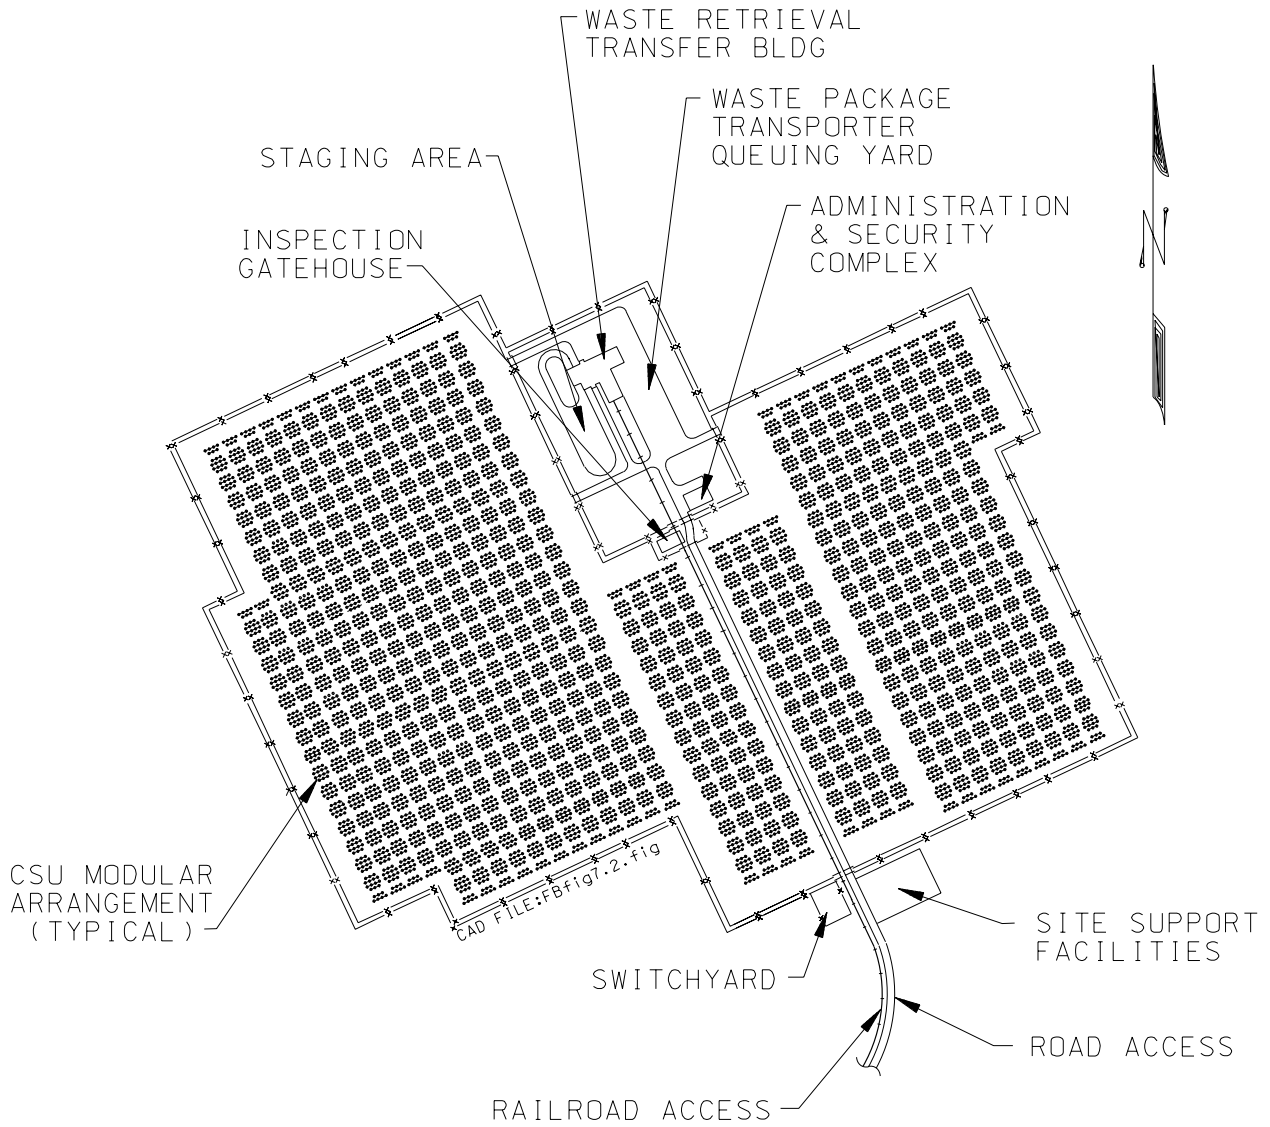 WASTE RETRIEVAL
TRANSFER BLDG
WASTE PACKAGE
TRANSPORTER
QUEUING YARD
STAGING AREA
ADMINISTRATION
& SECURITY
COMPLEX
INSPECTION
GATEHOUSE
N
CSU MODULAR
ARRANGEMENT
(TYPICAL)
CAD FILE:FBfig7.2.fig
SITE SUPPORT
FACILITIES
SWITCHYARD
ROAD ACCESS
RAILROAD ACCESS